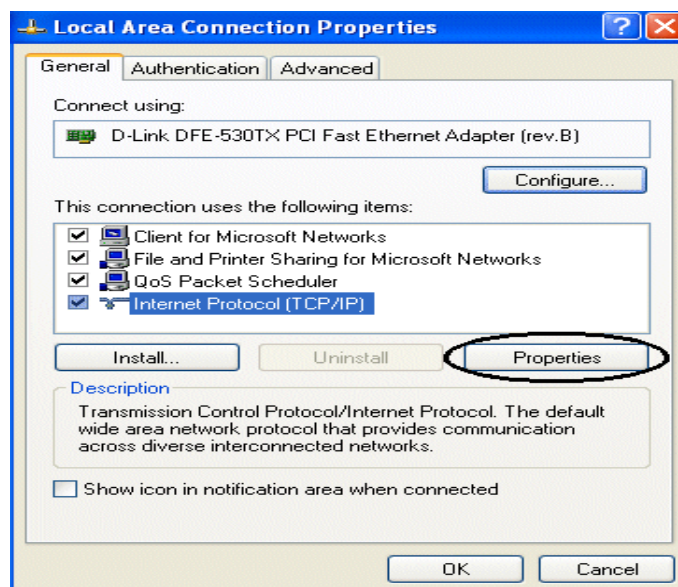 Local Area Connection Properties
General Authentication Advanced
Connect using:
D-Link DFE-530TX PCI Fast Ethernet Adapter (rev.B)
Configure...
This connection uses the following items:
Client for Microsoft Networks
File and Printer Sharing for Microsoft Networks
QoS Packet Scheduler
Internet Protocol (TCP/IP)
Install... Uninstall Properties
Description
Transmission Control Protocol/Internet Protocol. The default
wide area network protocol that provides communication
across diverse interconnected networks.
Show icon in notification area when connected
OK Cancel